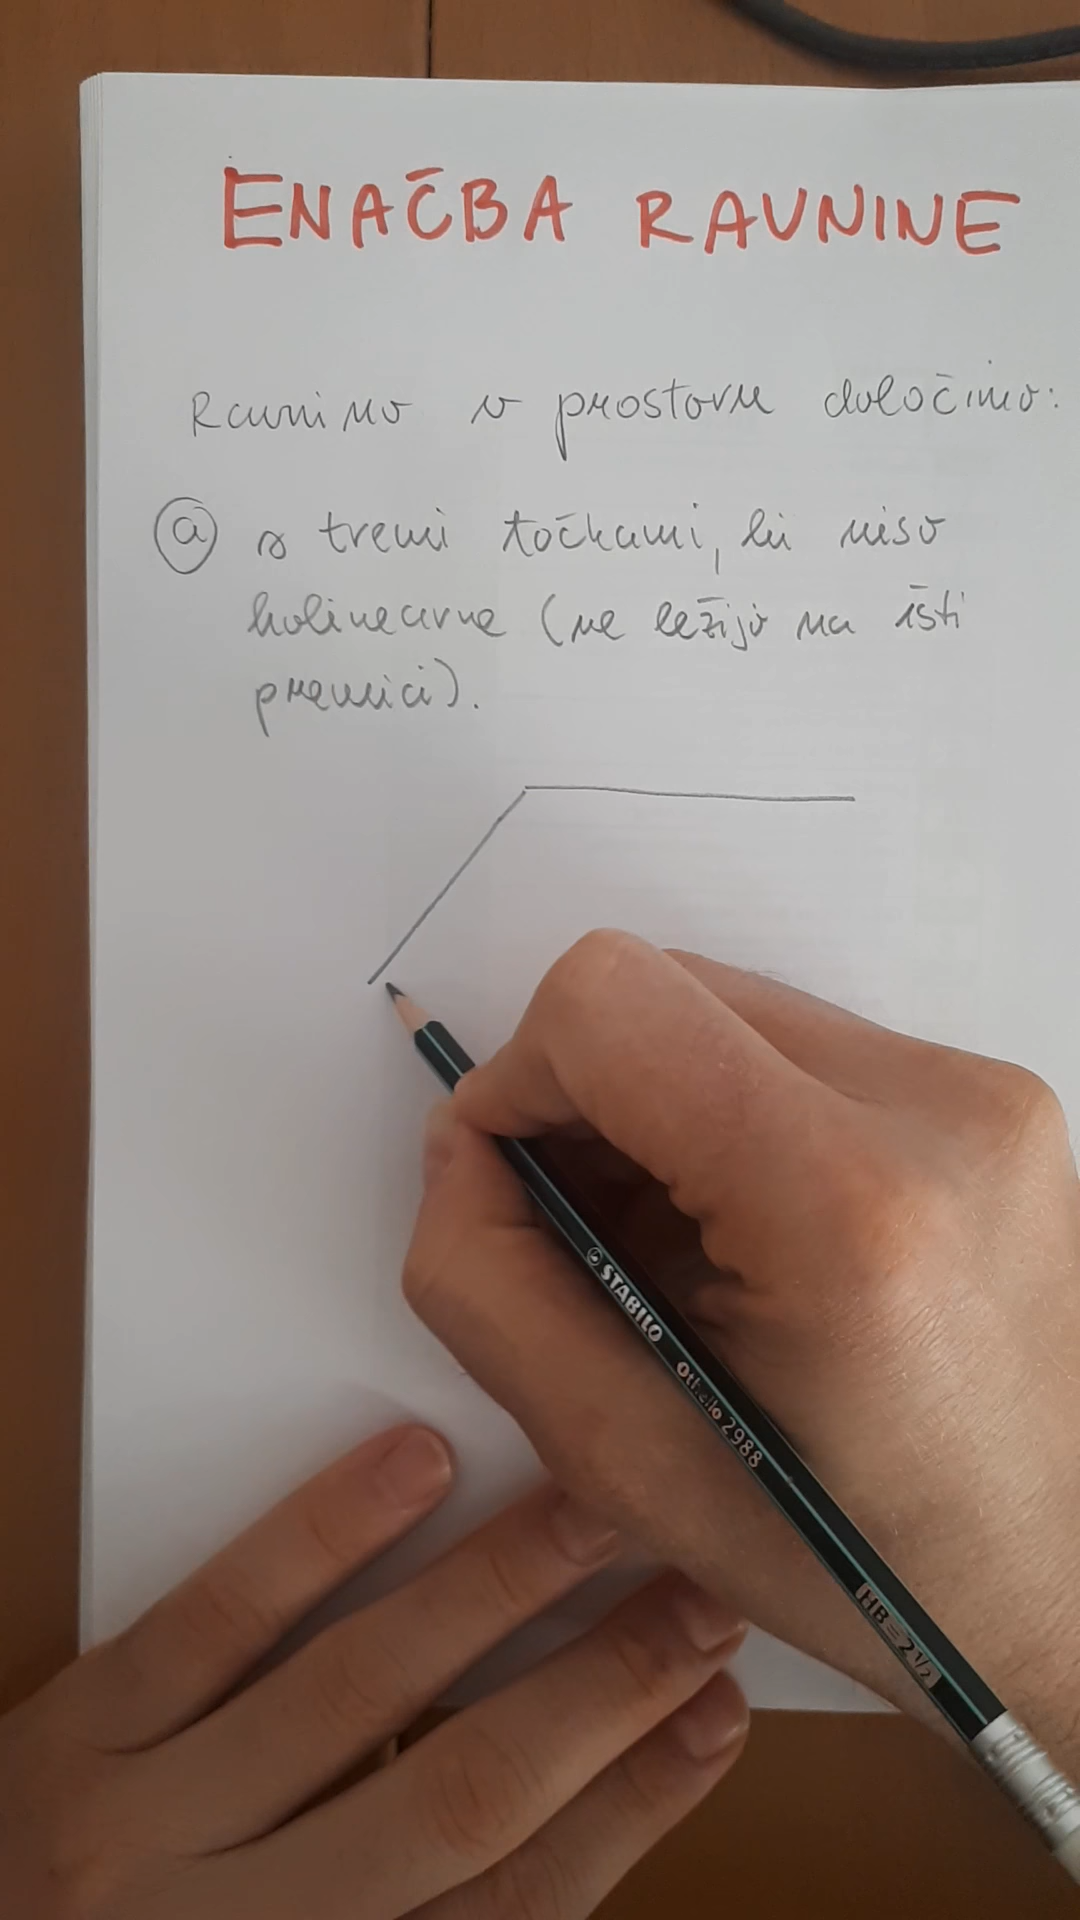 ENAČBA RAVNINE
Ravnino v prostoru določimo:
a s tremi točkami, ki niso
kolinearne (ne ležijo na isti
premici).
STABILO Othello 2988 HB=2½